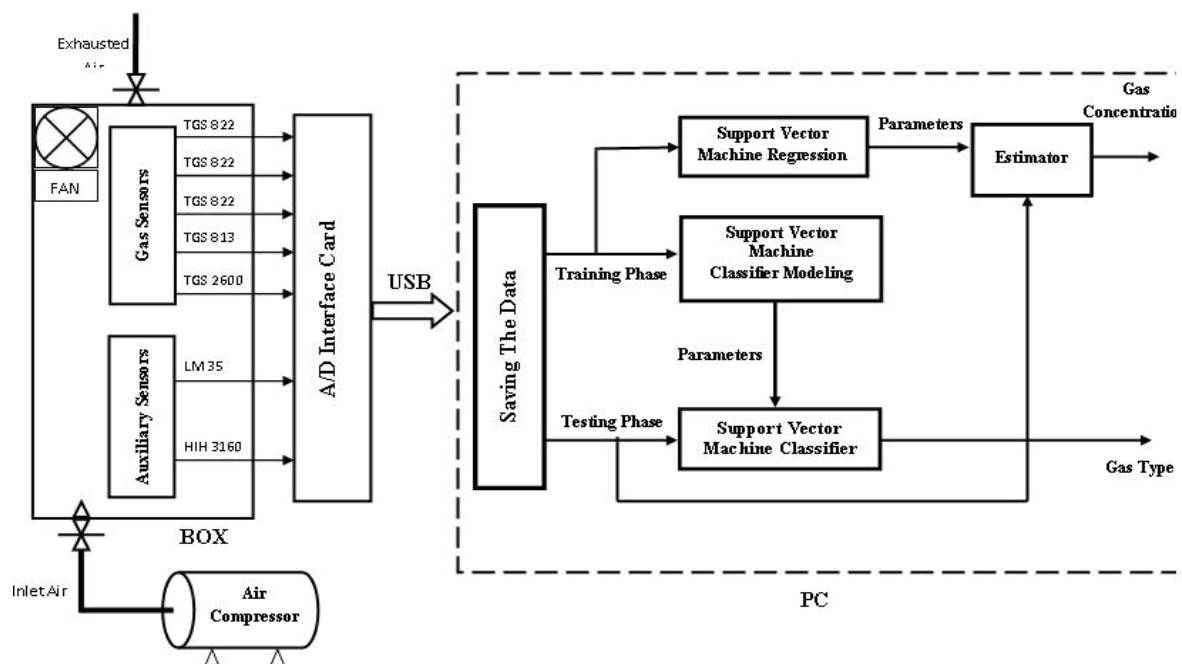 Exhausted
Air
FAN
Gas Sensors
TGS 822
TGS 822
TGS 822
TGS 813
TGS 2600
Auxiliary Sensors
LM 35
HIH 3160
BOX
Inlet Air
Air
Compressor
A/D Interface Card
USB
Saving The Data
Training Phase
Testing Phase
Support Vector
Machine Regression
Parameters
Estimator
Gas
Concentratio
Support Vector
Machine
Classifier Modeling
Parameters
Support Vector
Machine Classifier
Gas Type
PC